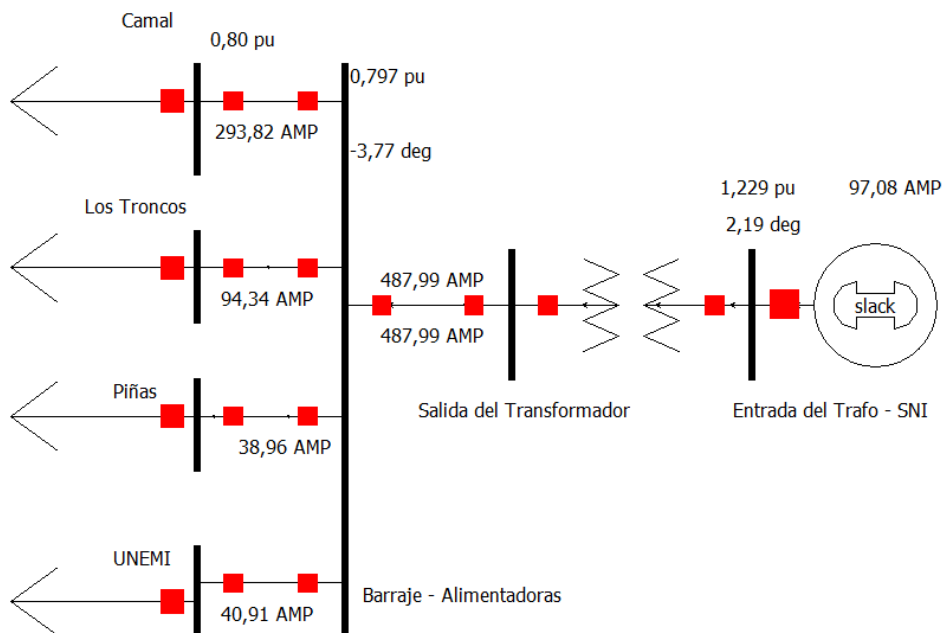 Camal
0,80 pu
0,797 pu
293,82 AMP
-3,77 deg
Los Troncos
1,229 pu
97,08 AMP
2,19 deg
94,34 AMP
487,99 AMP
slack
487,99 AMP
Piñas
Salida del Transformador
Entrada del Trafo - SNI
38,96 AMP
UNEMI
Barraje - Alimentadoras
40,91 AMP